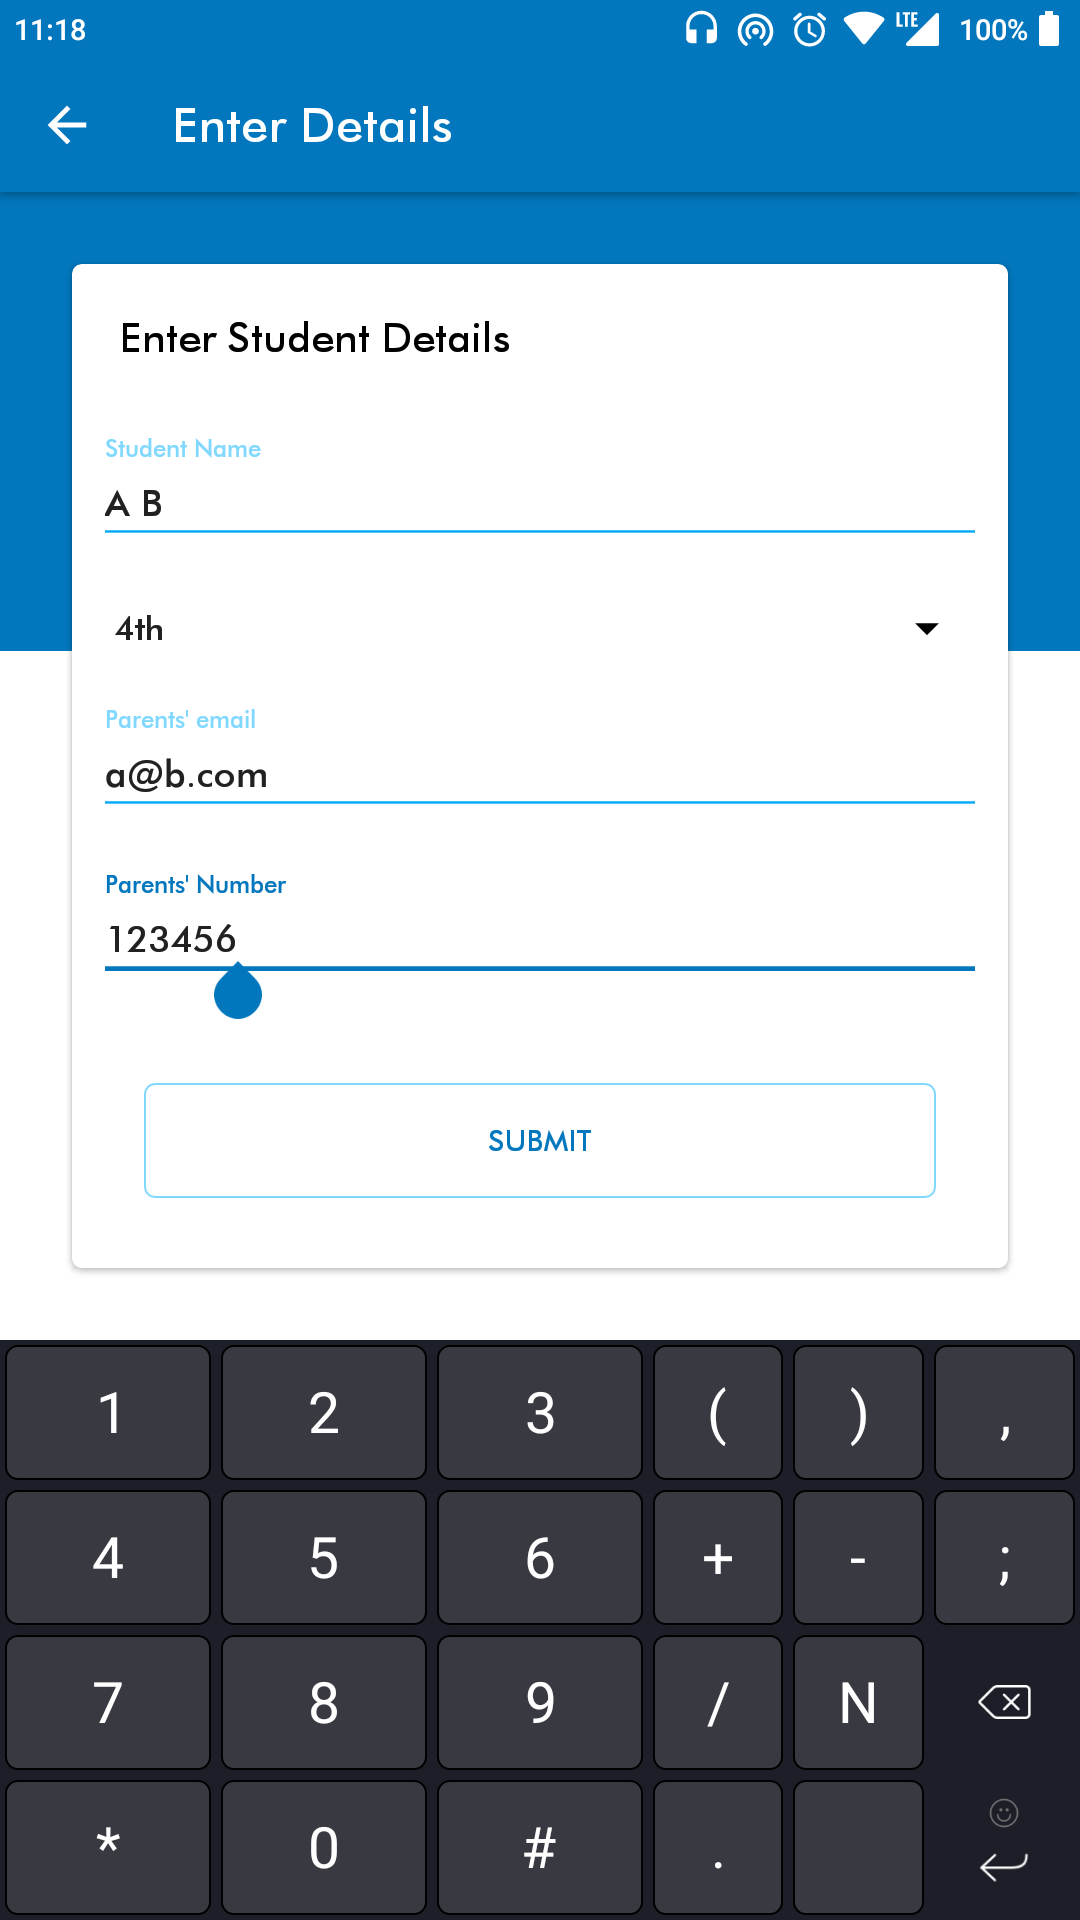 11:18 LTE 100%
Enter Details
Enter Student Details
Student Name
A B
4th
Parents' email
a@b.com
Parents' Number
123456
SUBMIT
1 2 3 ( ) ,
4 5 6 + - ;
7 8 9 / N
* 0 # .